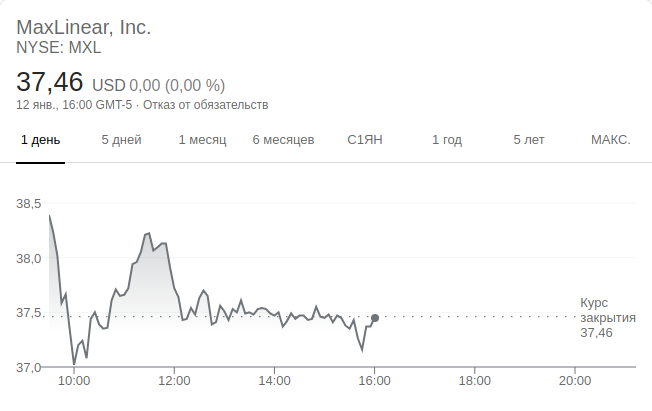 MaxLinear, Inc.
NYSE: MXL
37,46 USD 0,00 (0,00 %)
12 янв., 16:00 GMT-5 · Отказ от обязательств
1 день 5 дней 1 месяц 6 месяцев С1ЯН 1 год 5 лет МАКС.
38,5
38,0
37,5
37,0
Курс
закрытия
37,46
10:00 12:00 14:00 16:00 18:00 20:00